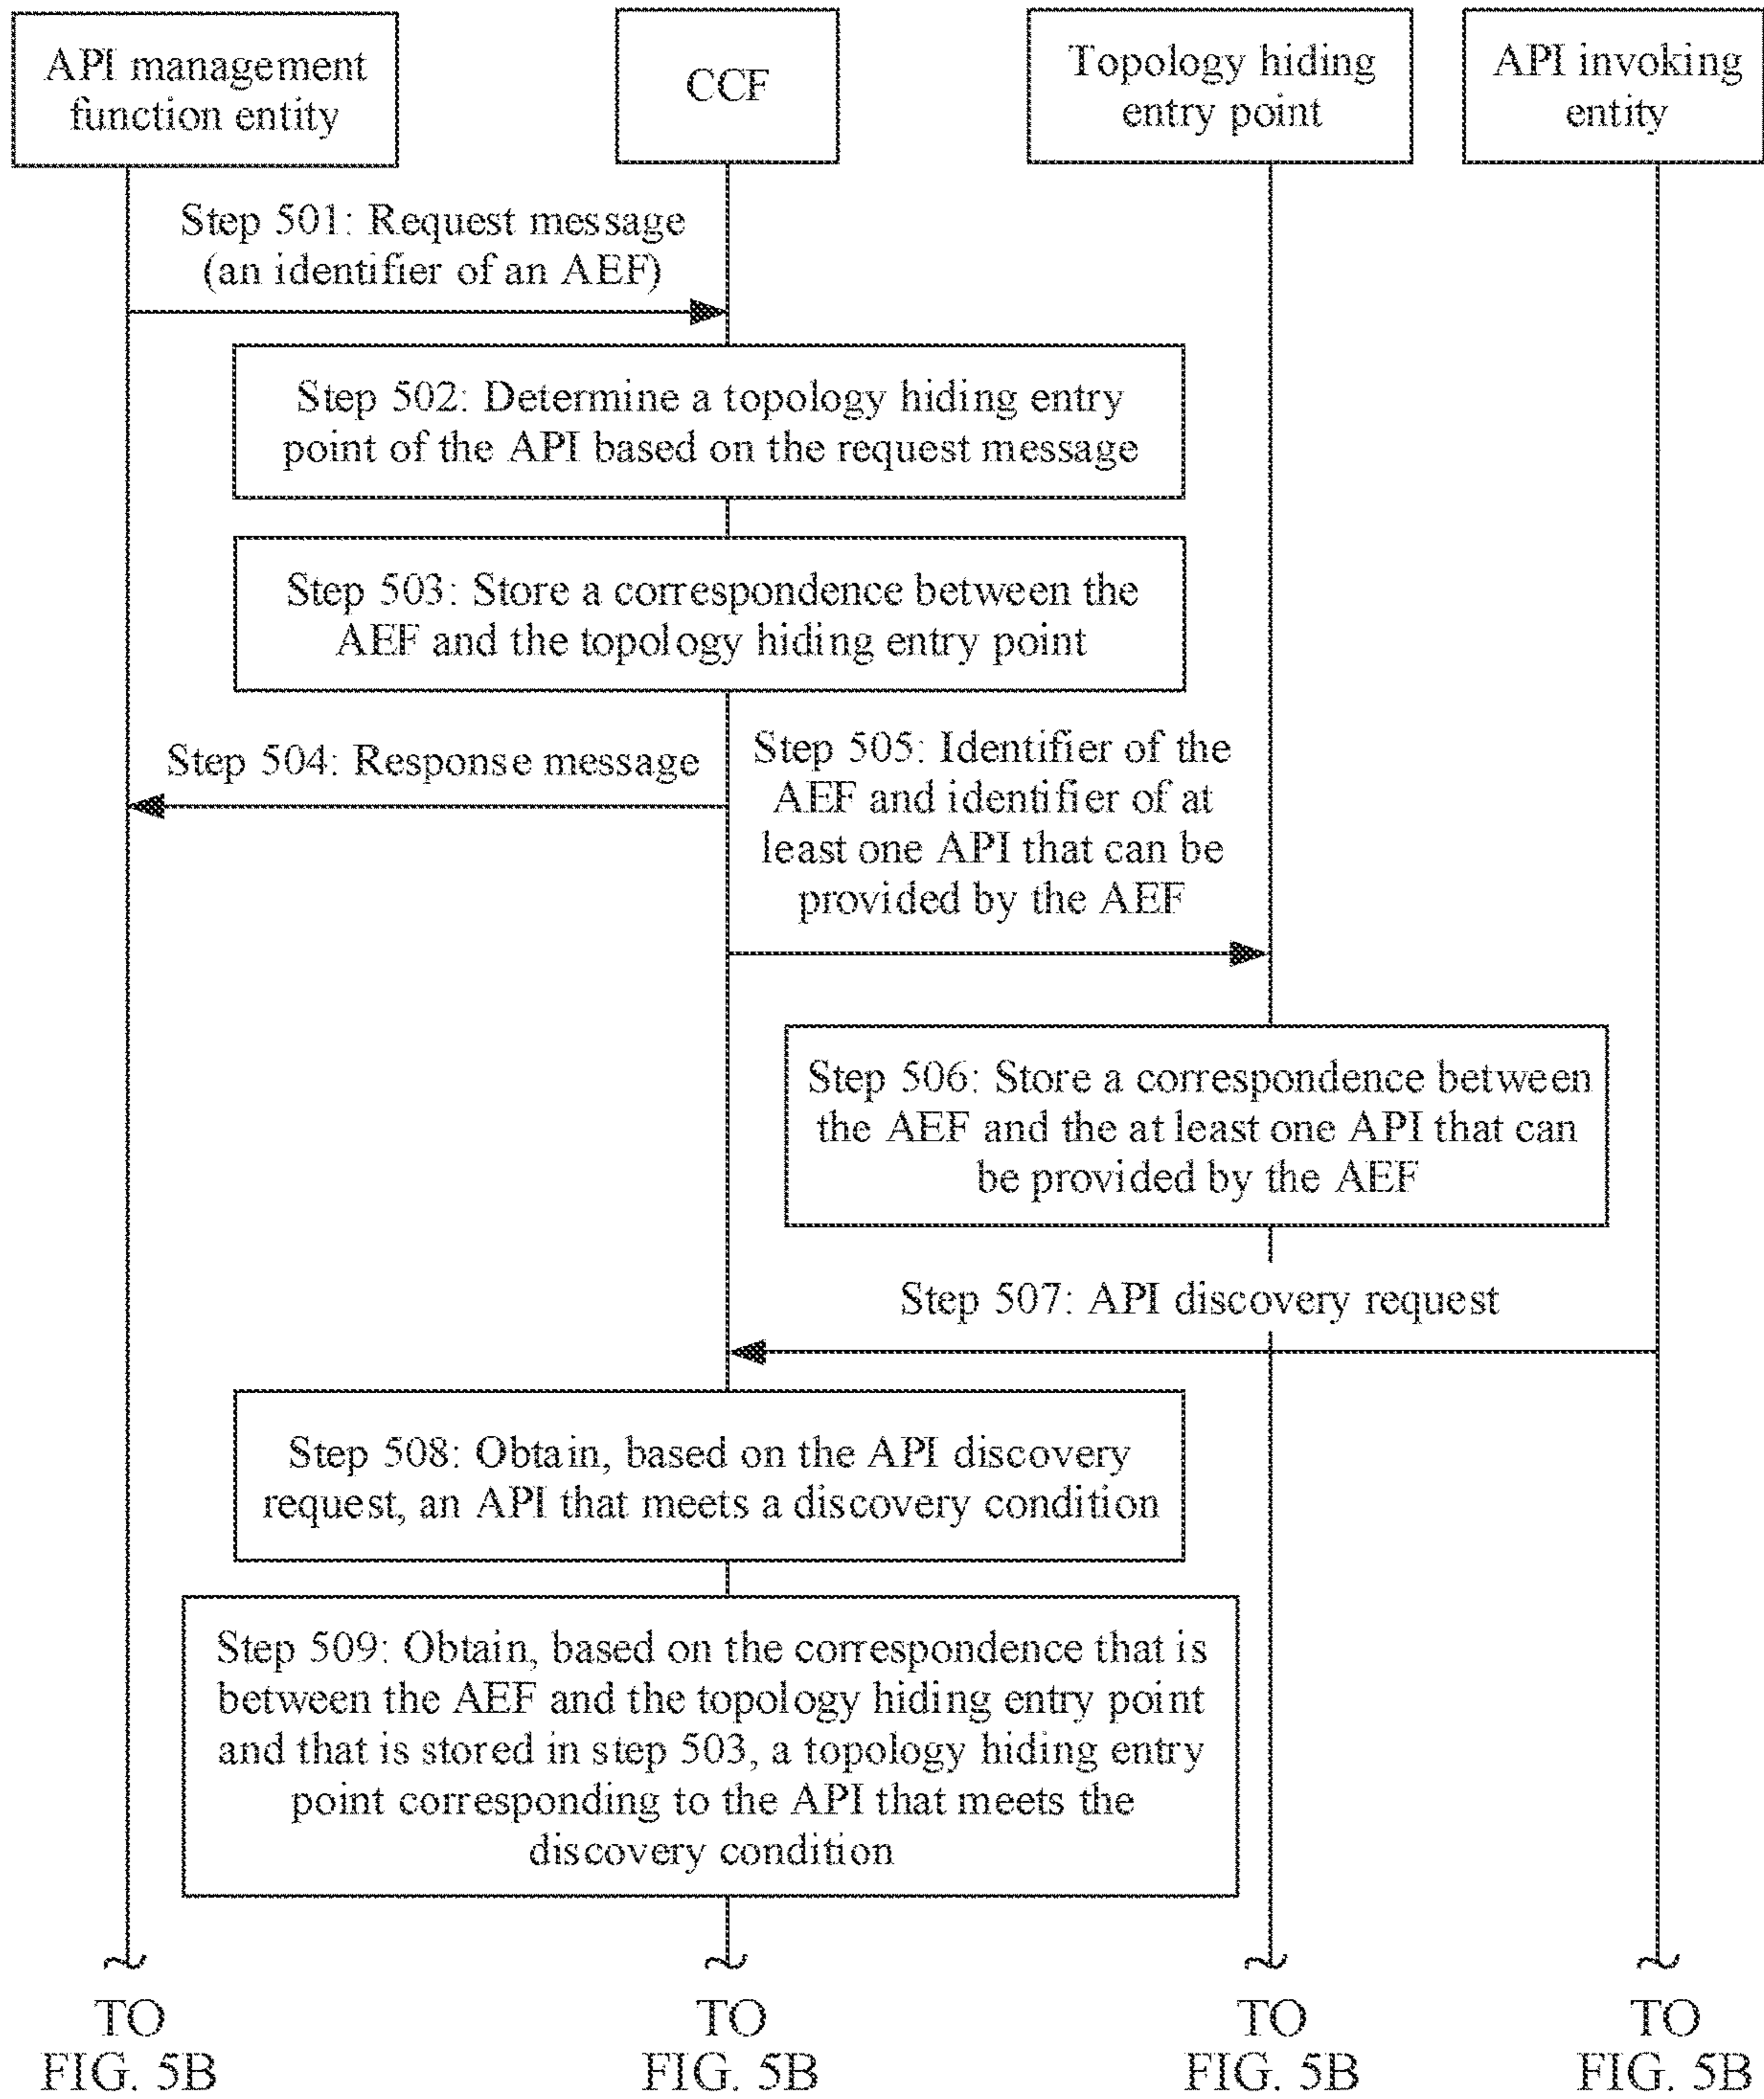 API management
function entity
CCF
Topology hiding
entry point
API invoking
entity
Step 501: Request message
(an identifier of an AEF)
Step 502: Determine a topology hiding entry
point of the API based on the request message
Step 503: Store a correspondence between the
AEF and the topology hiding entry point
Step 504: Response message
Step 505: Identifier of the
AEF and identifier of at
least one API that can be
provided by the AEF
Step 506: Store a correspondence between
the AEF and the at least one API that can
be provided by the AEF
Step 507: API discovery request
Step 508: Obtain, based on the API discovery
request, an API that meets a discovery condition
Step 509: Obtain, based on the correspondence that is
between the AEF and the topology hiding entry point
and that is stored in step 503, a topology hiding entry
point corresponding to the API that meets the
discovery condition
TO
FIG. 5B
TO
FIG. 5B
TO
FIG. 5B
TO
FIG. 5B